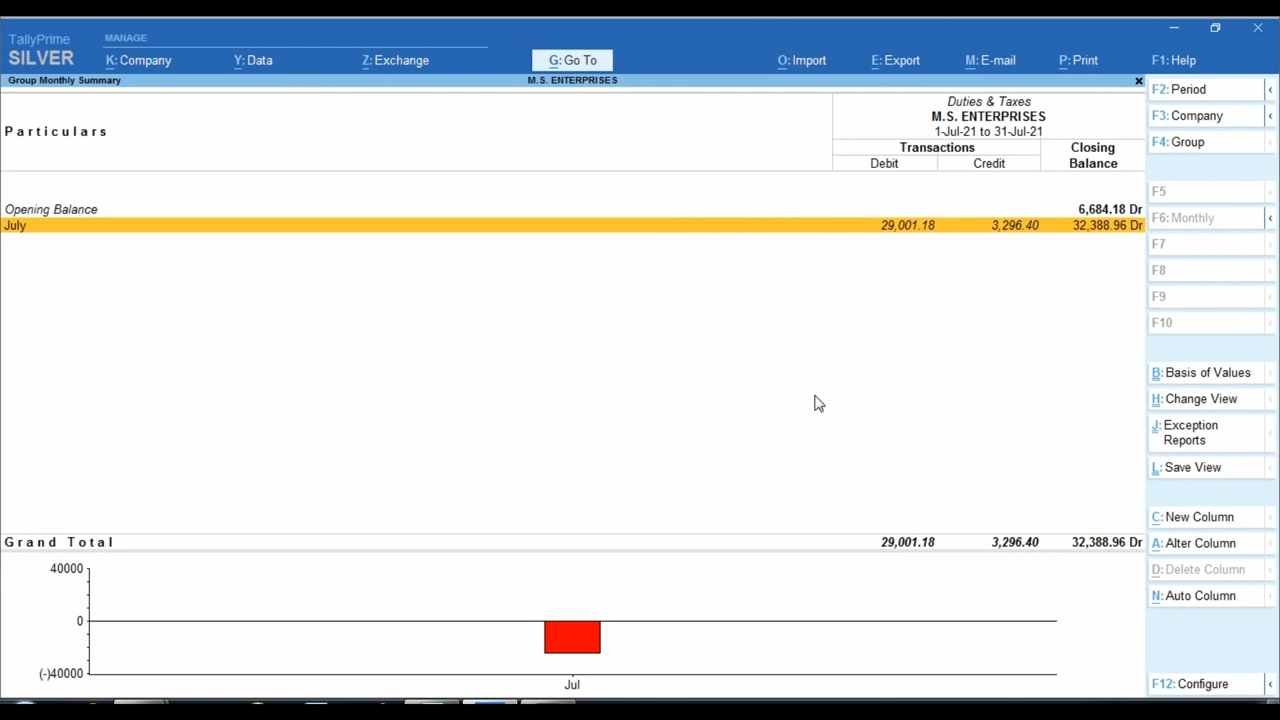 MANAGE
TallyPrime
SILVER
K: Company
Y: Data
Z: Exchange
G: Go To
O: Import
E: Export
M: E-mail
P: Print
F1: Help
Group Monthly Summary
M.S. ENTERPRISES
Particulars
Duties & Taxes
M.S. ENTERPRISES
1-Jul-21 to 31-Jul-21
Transactions
Closing
Debit
Credit
Balance
Opening Balance
6,684.18 Dr
July
29,001.18
3,296.40
32,388.96 Dr
Grand Total
29,001.18
3,296.40
32,388.96 Dr
40000
0
(-)40000
Jul
F2: Period
F3: Company
F4: Group
F5
F6: Monthly
F7
F8
F9
F10
B: Basis of Values
H: Change View
J: Exception
Reports
L: Save View
C: New Column
A: Alter Column
D: Delete Column
N: Auto Column
F12: Configure